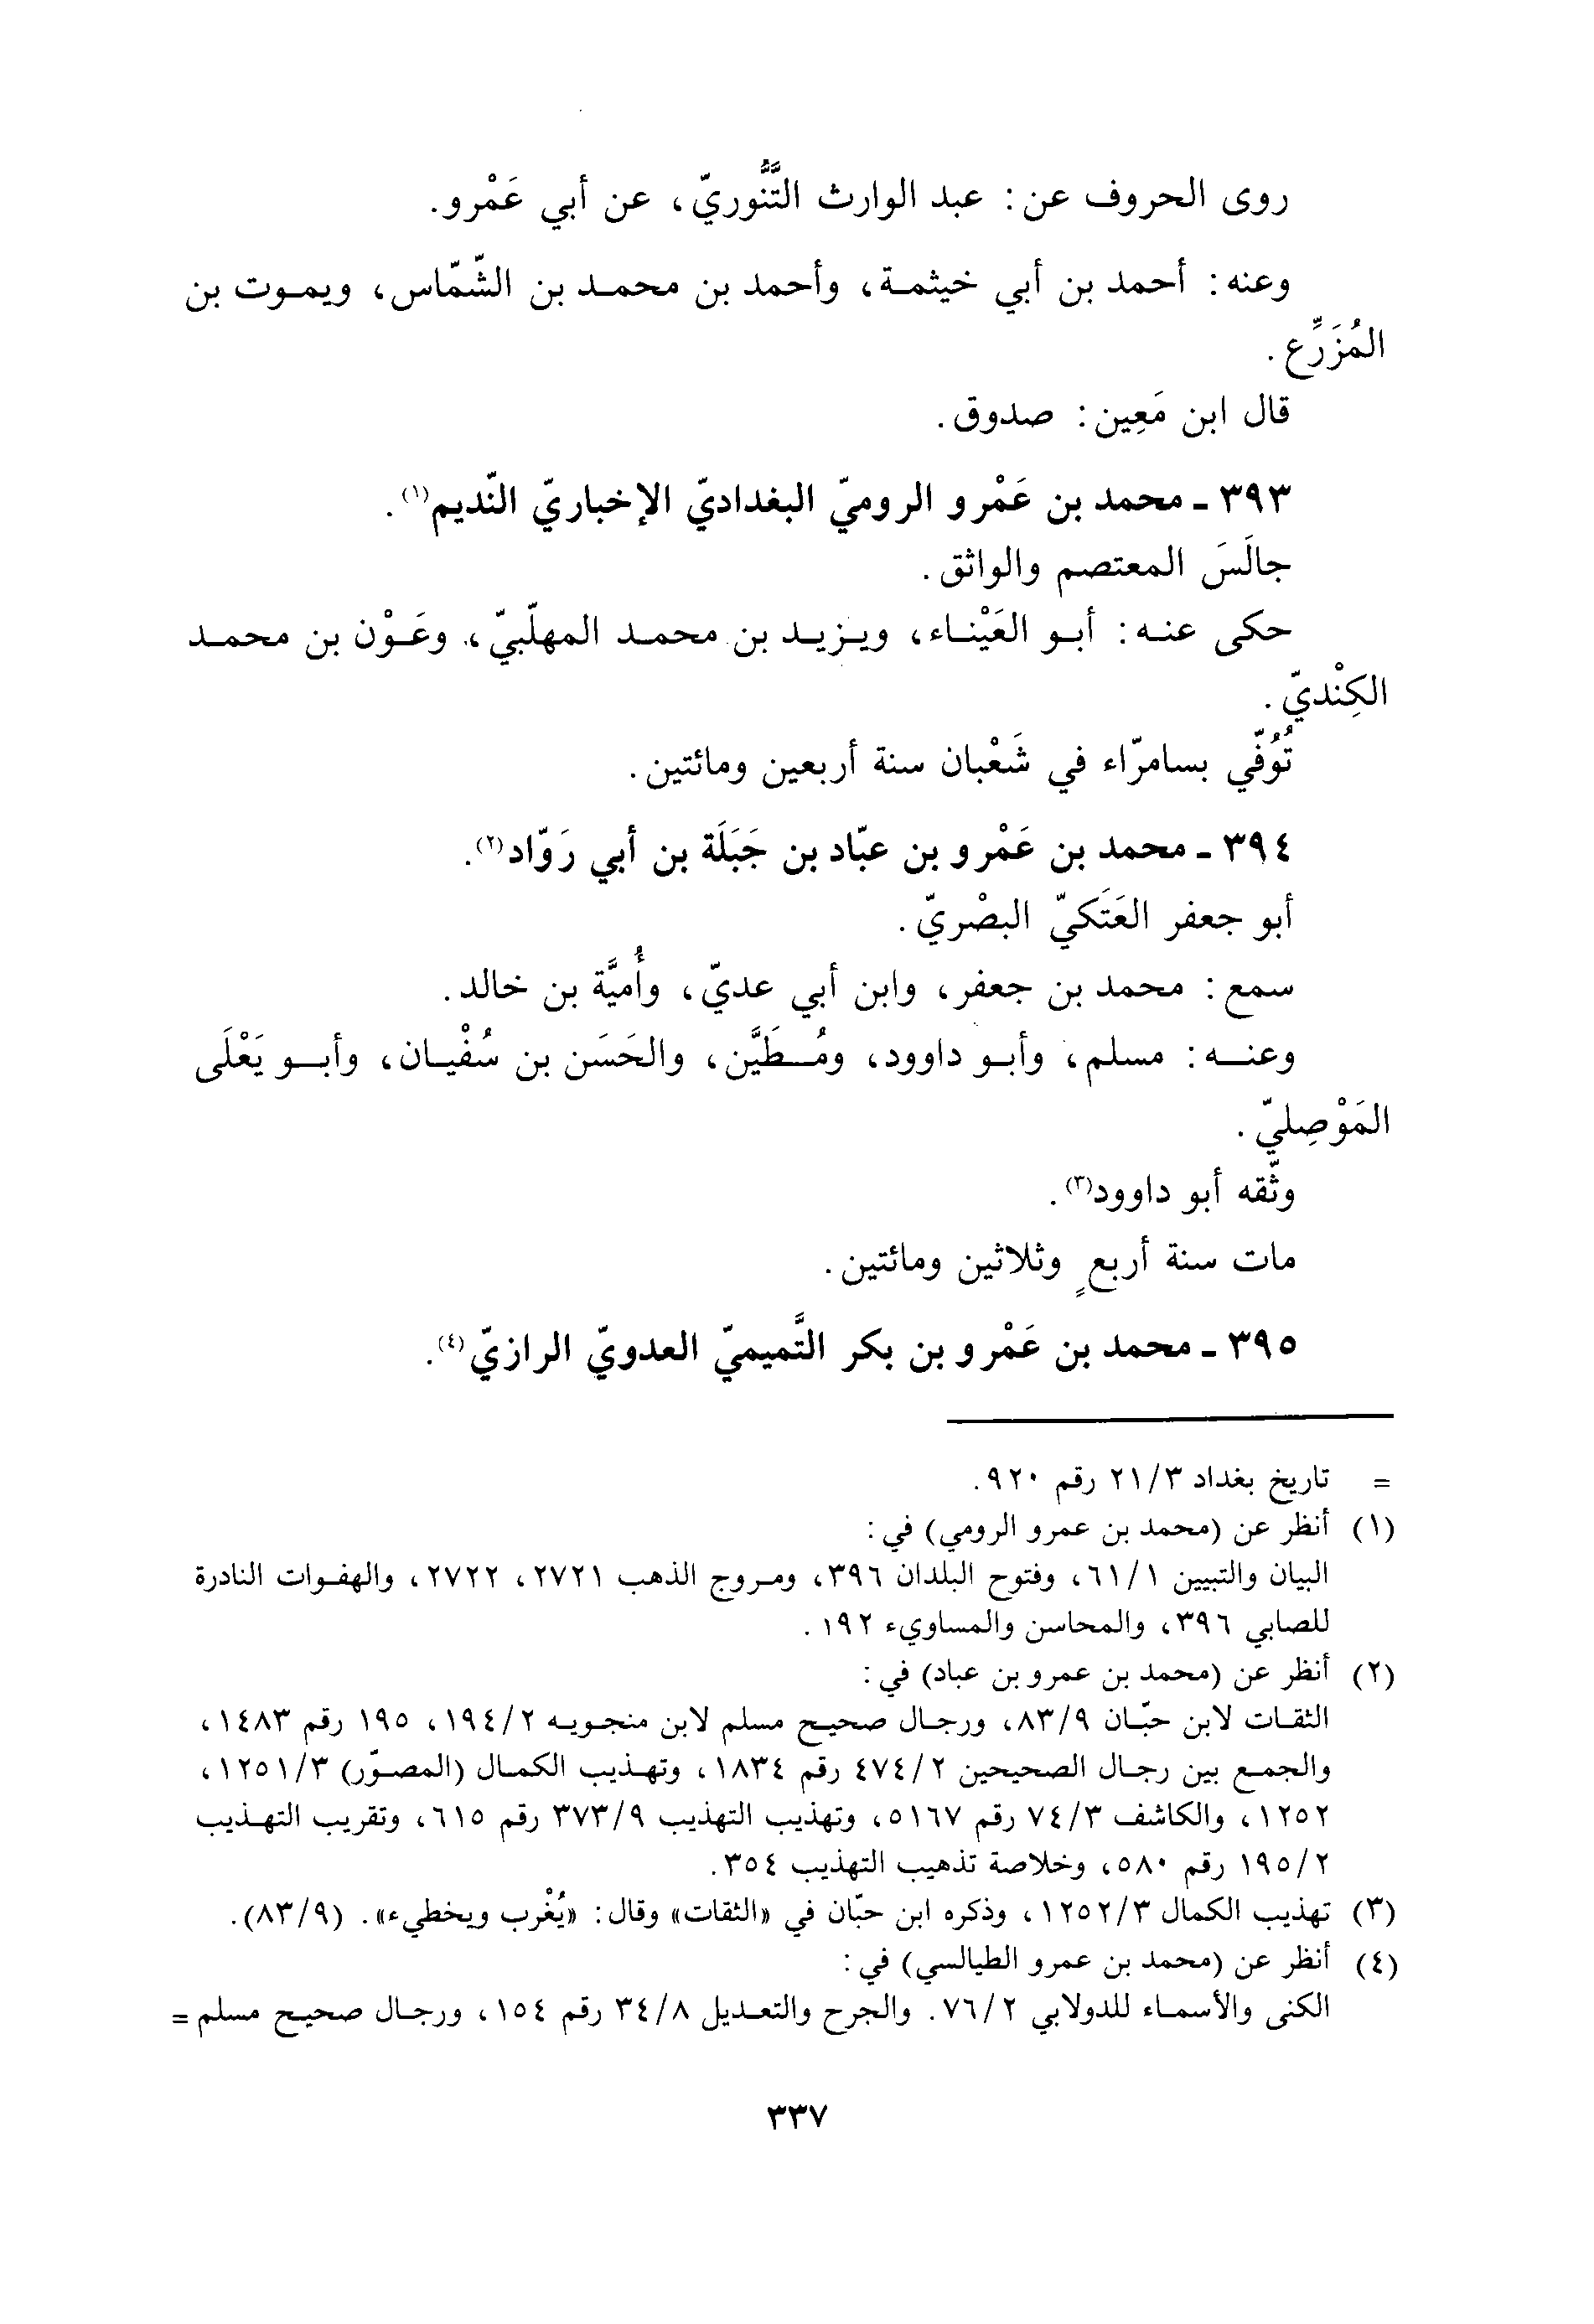 روى الحروف عن: عبد الوارث التَّنُّوريّ، عن أبي عَمْرو.
وعنه: أحمد بن أبي خيثمة، وأحمد بن محمد بن الشّمّاس، ويموت بن
المُزَرِّع.
قال ابن مَعِين: صدوق.
٣٩٣ ـ محمد بن عَمْرو الروميّ البغداديّ الإخباريّ النّديم(١).
جالَسَ المعتصم والواثق.
حكى عنه: أبو العَيْناء، ويزيد بن محمد المهلّبيّ، وعَوْن بن محمد
الكِنْديّ.
تُوُفّي بسامرّاء في شَعْبان سنة أربعين ومائتين.
٣٩٤ ـ محمد بن عَمْرو بن عبّاد بن جَبَلَة بن أبي رَوّاد(٢).
أبو جعفر العَتَكيّ البصْريّ.
سمع: محمد بن جعفر، وابن أبي عديّ، وأُميَّة بن خالد.
وعنه: مسلم، وأبو داوود، ومُطَيَّن، والحَسَن بن سُفْيان، وأبو يَعْلَى
المَوْصِليّ.
وثّقه أبو داوود(٣).
مات سنة أربعٍ وثلاثين ومائتين.
٣٩٥ ـ محمد بن عَمْرو بن بكر التَّميميّ العدويّ الرازيّ(٤).
= تاريخ بغداد ٢١/٣ رقم ٩٢٠.
(١) أنظر عن (محمد بن عمرو الرومي) في:
البيان والتبيين ٦١/١، وفتوح البلدان ٣٩٦، ومروج الذهب ٢٧٢١، ٢٧٢٢، والهفوات النادرة
للصابي ٣٩٦، والمحاسن والمساويء ١٩٢.
(٢) أنظر عن (محمد بن عمرو بن عباد) في:
الثقات لابن حبّان ٨٣/٩، ورجال صحيح مسلم لابن منجويه ١٩٤/٢، ١٩٥ رقم ١٤٨٣،
والجمع بين رجال الصحيحين ٤٧٤/٢ رقم ١٨٣٤، وتهذيب الكمال (المصوّر) ١٢٥١/٣،
١٢٥٢، والكاشف ٧٤/٣ رقم ٥١٦٧، وتهذيب التهذيب ٣٧٣/٩ رقم ٦١٥، وتقريب التهذيب
١٩٥/٢ رقم ٥٨٠، وخلاصة تذهيب التهذيب ٣٥٤.
(٣) تهذيب الكمال ١٢٥٢/٣، وذكره ابن حبّان في «الثقات» وقال: «يُغْرب ويخطيء». (٨٣/٩).
(٤) أنظر عن (محمد بن عمرو الطيالسي) في:
الكنى والأسماء للدولابي ٧٦/٢. والجرح والتعديل ٣٤/٨ رقم ١٥٤، ورجال صحيح مسلم =
٣٣٧